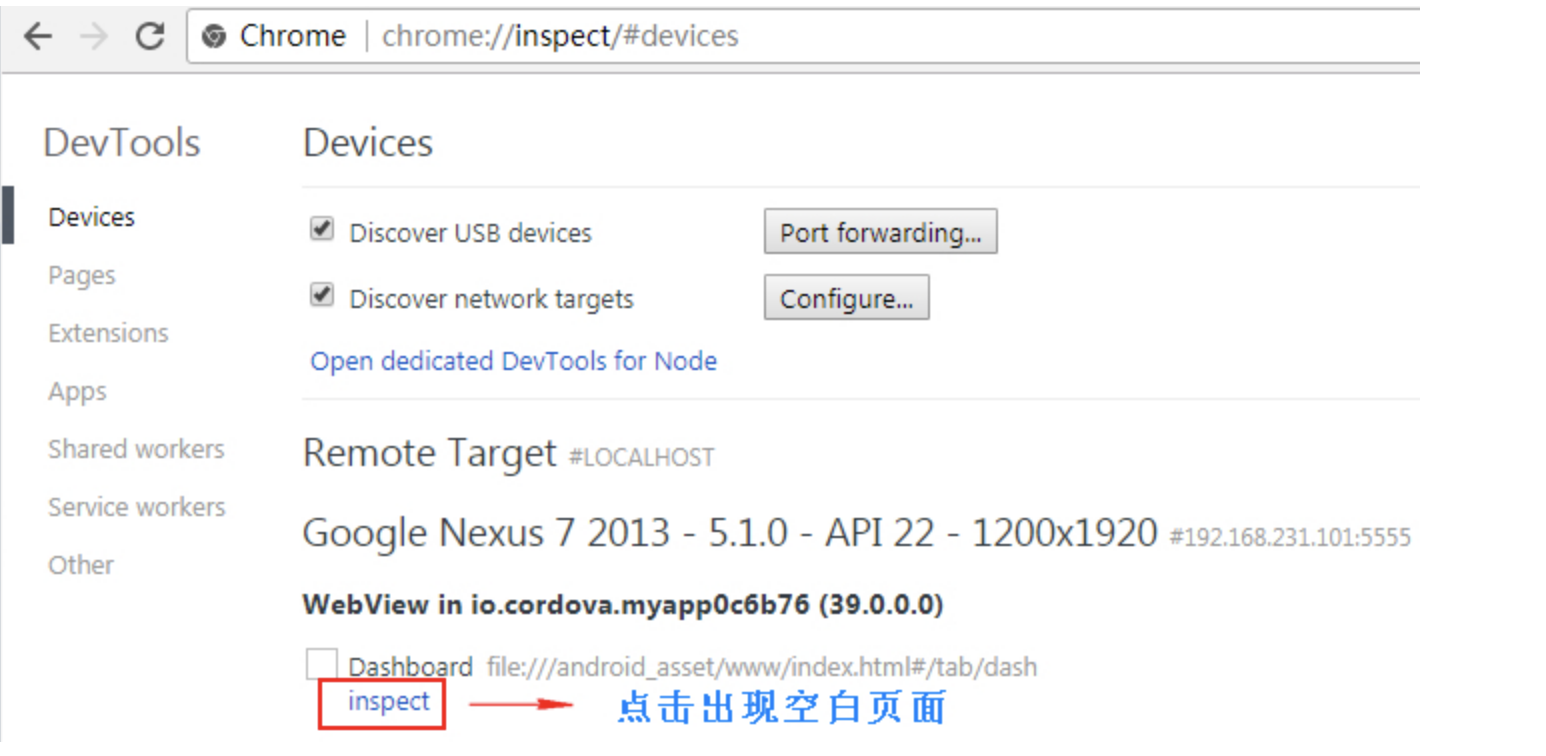 Chrome | chrome://inspect/#devices
DevTools
Devices
Pages
Extensions
Apps
Shared workers
Service workers
Other
Devices
Discover USB devices
Port forwarding...
Discover network targets
Configure...
Open dedicated DevTools for Node
Remote Target #LOCALHOST
Google Nexus 7 2013 - 5.1.0 - API 22 - 1200x1920 #192.168.231.101:5555
WebView in io.cordova.myapp0c6b76 (39.0.0.0)
Dashboard file:///android_asset/www/index.html#/tab/dash
inspect
点击出现空白页面